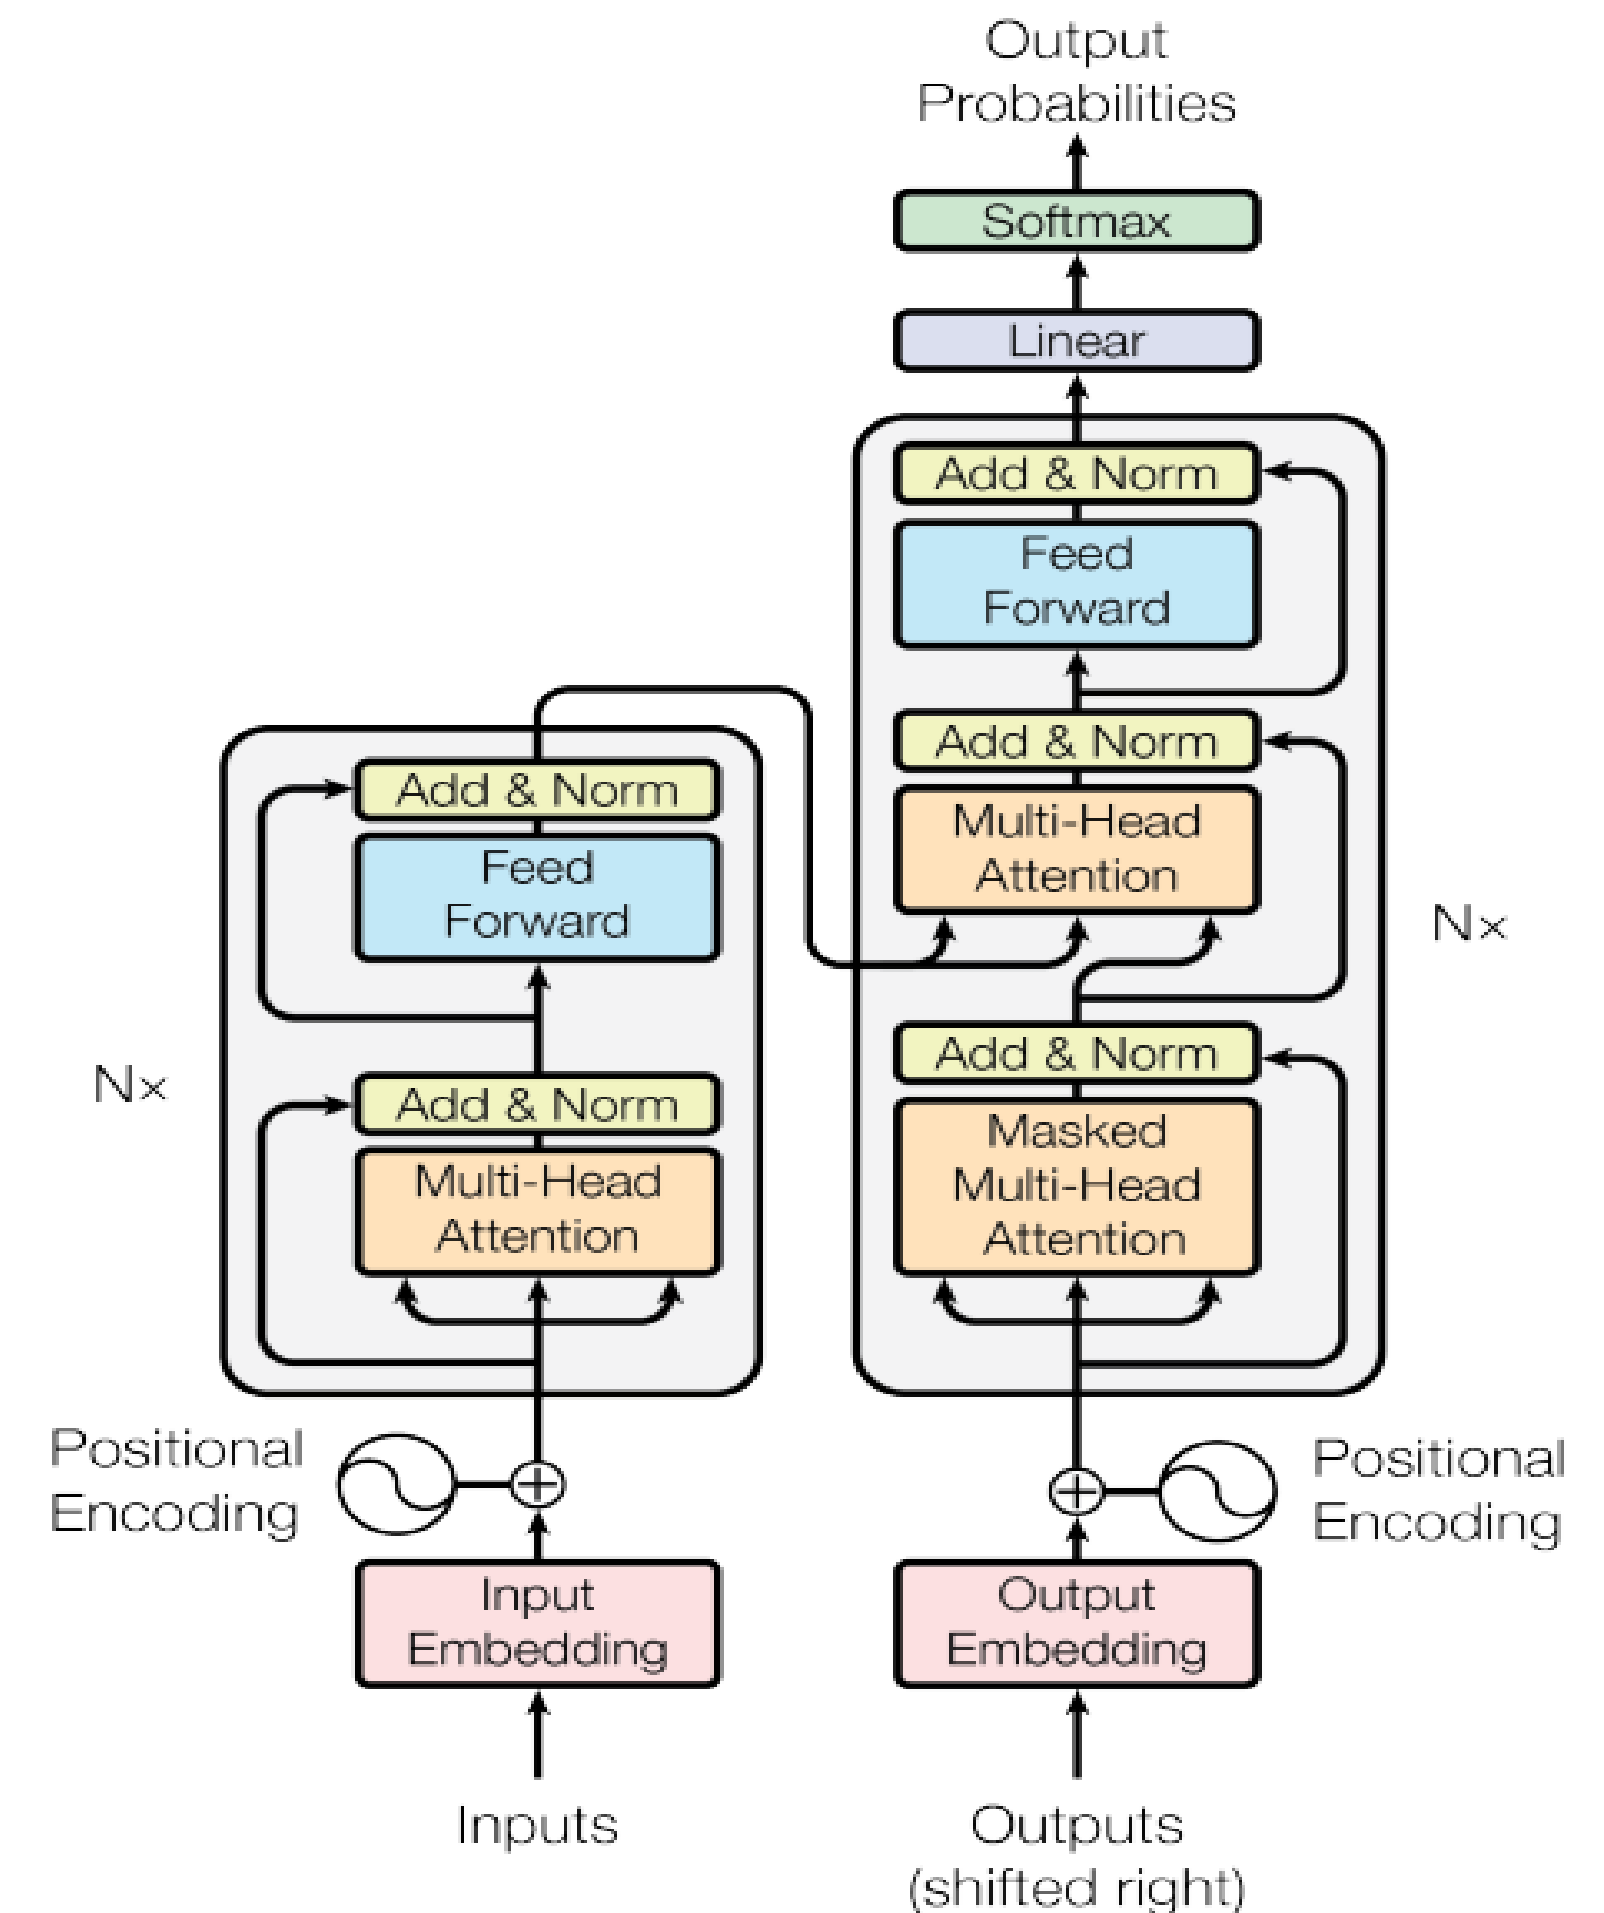 Output
Probabilities
Softmax
Linear
Add & Norm
Feed
Forward
Add & Norm
Multi-Head
Attention
Add & Norm
Masked
Multi-Head
Attention
N×
Add & Norm
Feed
Forward
Add & Norm
Multi-Head
Attention
N×
Positional
Encoding
Input
Embedding
Inputs
Positional
Encoding
Output
Embedding
Outputs
(shifted right)